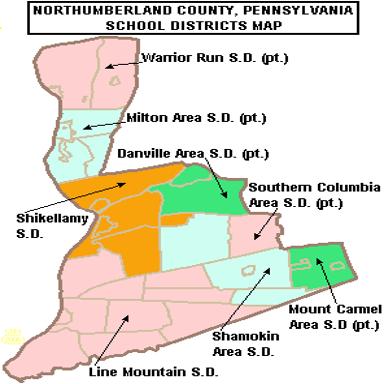 NORTHUMBERLAND COUNTY, PENNSYLVANIA
SCHOOL DISTRICTS MAP
Warrior Run S.D. (pt.)
Milton Area S.D. (pt.)
Danville Area S.D. (pt.)
Southern Columbia
Area S.D. (pt.)
Shikellamy
S.D.
Mount Carmel
Area S.D (pt.)
Shamokin
Area S.D.
Line Mountain S.D.